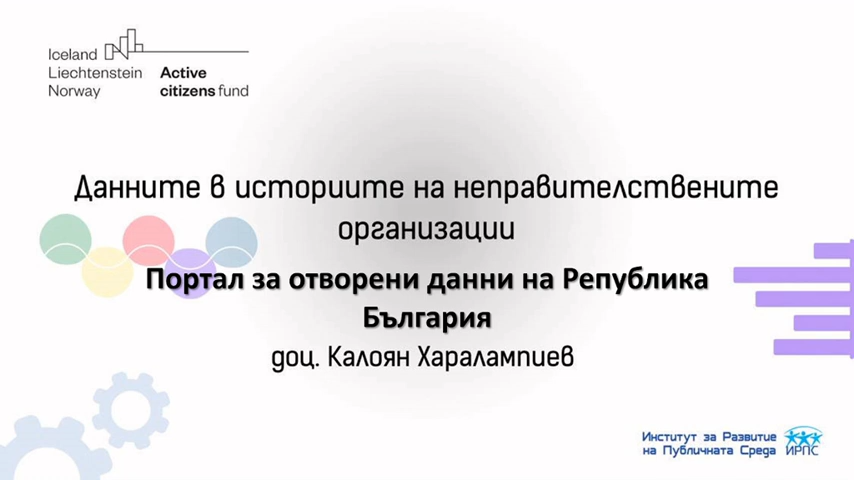 Iceland
Liechtenstein
Norway
Active
citizens fund
Данните в историите на неправителствените
организации
Портал за отворени данни на Република
България
доц. Калоян Харалампиев
Институт за Развитие
на Публичната Среда
ИРПС